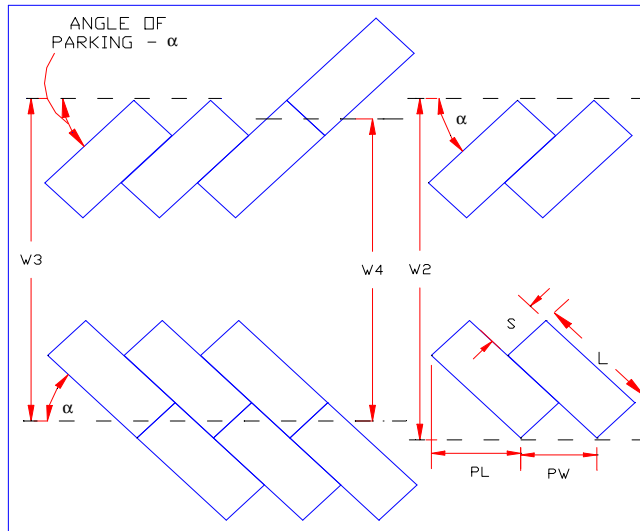 ANGLE OF
PARKING - α
α
W3
W4
W2
S
L
α
PL
PW